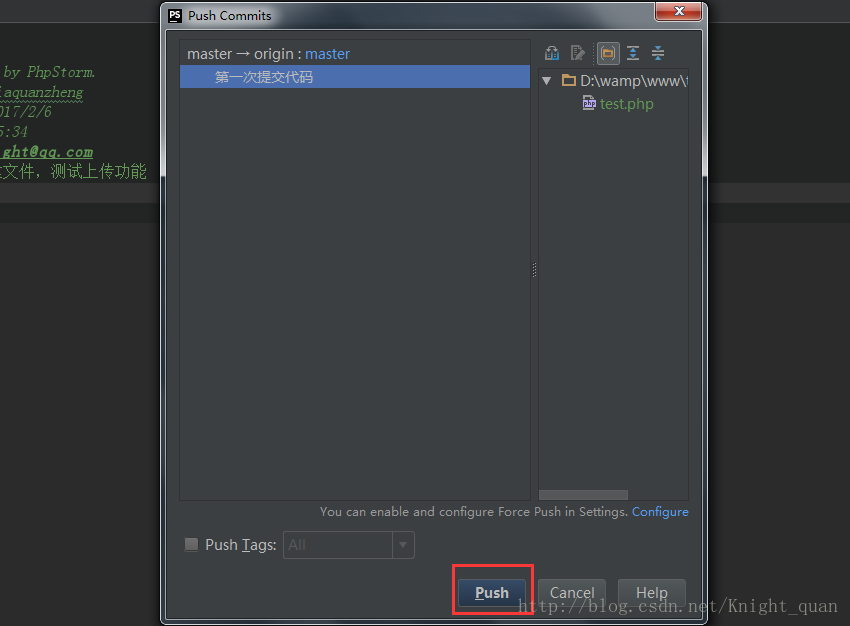 PS Push Commits
by PhpStorm.
iaquanzheng
017/2/6
5:34
ght@qq.com
文件，测试上传功能
master → origin : master
第一次提交代码
D:\wamp\www\t
php test.php
You can enable and configure Force Push in Settings. Configure
Push Tags: All
Push Cancel Help
http://blog.csdn.net/Knight_quan